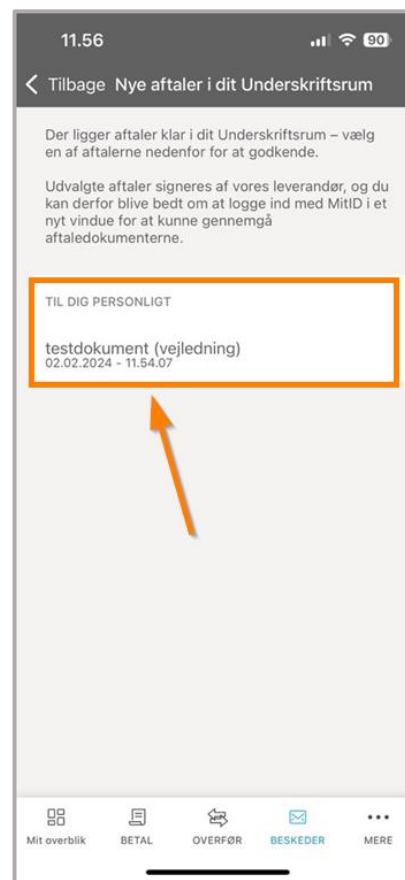 11.56
90
Tilbage Nye aftaler i dit Underskriftsrum
Der ligger aftaler klar i dit Underskriftsrum – vælg
en af aftalerne nedenfor for at godkende.
Udvalgte aftaler signeres af vores leverandør, og du
kan derfor blive bedt om at logge ind med MitID i et
nyt vindue for at kunne gennemgå
aftaledokumenterne.
TIL DIG PERSONLIGT
testdokument (vejledning)
02.02.2024 - 11.54.07
Mit overblik BETAL OVERFØR BESKEDER MERE